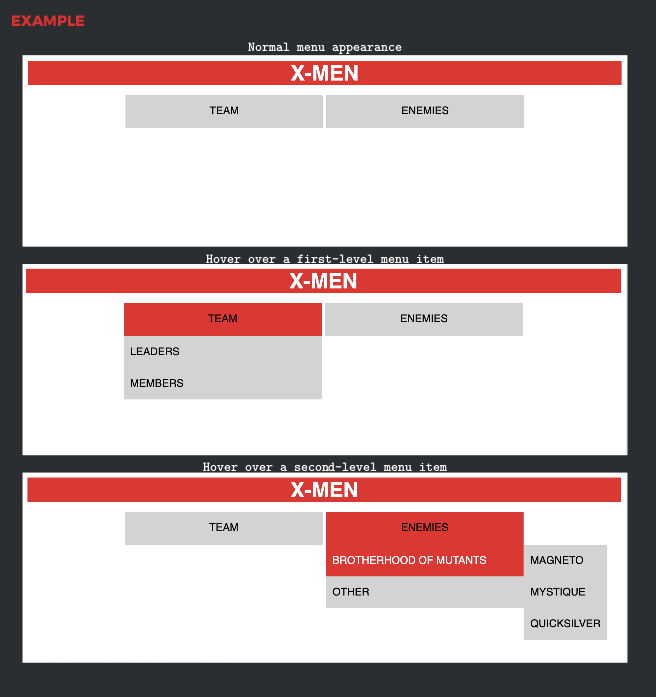 EXAMPLE
Normal menu appearance
X-MEN
TEAM ENEMIES
Hover over a first-level menu item
X-MEN
TEAM ENEMIES
LEADERS
MEMBERS
Hover over a second-level menu item
X-MEN
TEAM ENEMIES
BROTHERHOOD OF MUTANTS MAGNETO
OTHER MYSTIQUE
QUICKSILVER